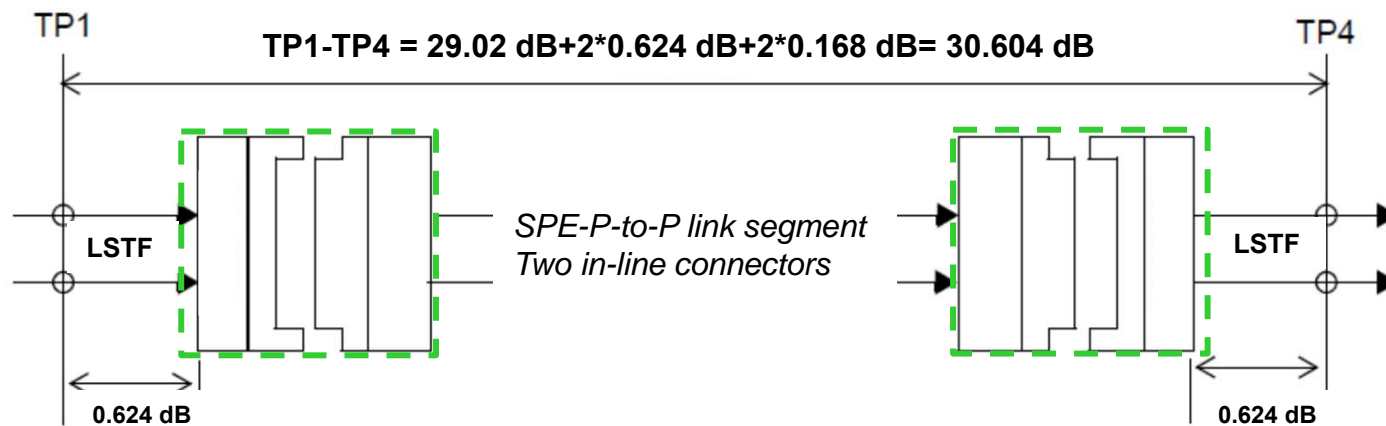 TP1
TP1-TP4 = 29.02 dB+2*0.624 dB+2*0.168 dB= 30.604 dB
TP4
LSTF
SPE-P-to-P link segment
Two in-line connectors
LSTF
0.624 dB
0.624 dB